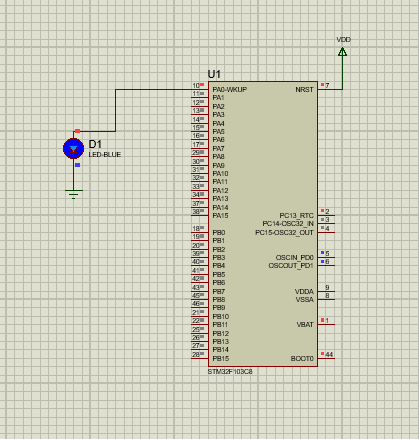 VDD
U1
10 PA0-WKUP NRST 7
11 PA1
12 PA2
13 PA3
14 PA4
15 PA5
16 PA6
17 PA7
29 PA8
30 PA9
31 PA10
32 PA11
33 PA12
34 PA13
37 PA14
38 PA15 PC13_RTC 2
PC14-OSC32_IN 3
18 PB0 PC15-OSC32_OUT 4
19 PB1
20 PB2
39 PB3 OSCIN_PD0 5
40 PB4 OSCOUT_PD1 6
41 PB5
42 PB6
43 PB7 VDDA 9
45 PB8 VSSA 8
46 PB9
21 PB10
22 PB11 VBAT 1
25 PB12
26 PB13
27 PB14
28 PB15 BOOT0 44
STM32F103C8
D1
LED-BLUE